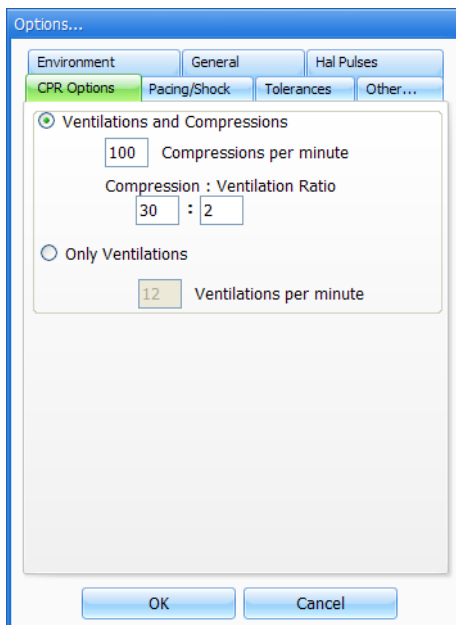 Options...
Environment General Hal Pulses
CPR Options Pacing/Shock Tolerances Other...
Ventilations and Compressions
100 Compressions per minute
Compression : Ventilation Ratio
30 : 2
Only Ventilations
12 Ventilations per minute
OK Cancel